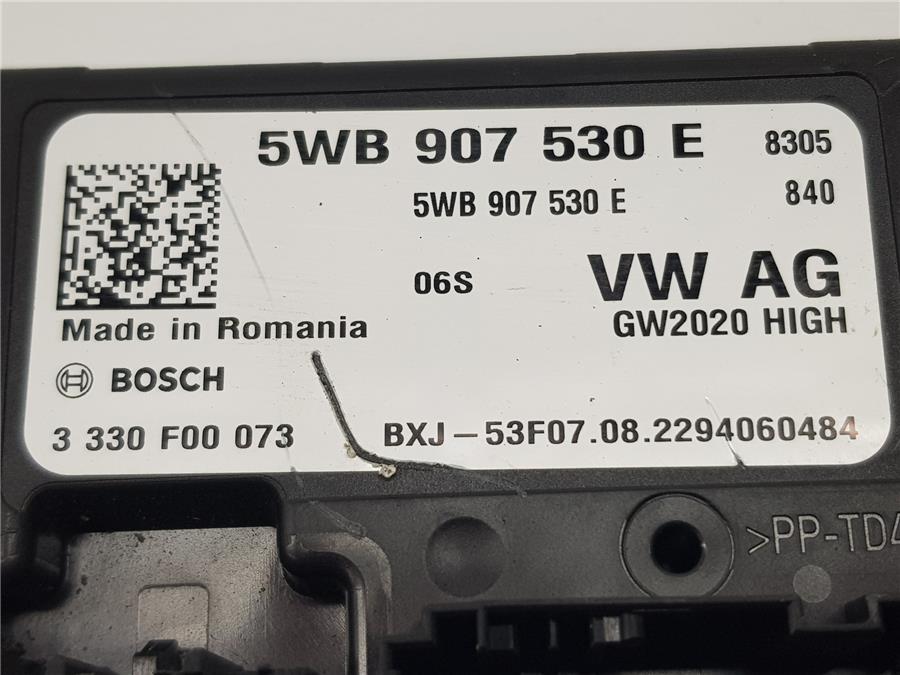 5WB 907 530 E 8305
5WB 907 530 E 840
06S VW AG
GW2020 HIGH
Made in Romania
BOSCH
3 330 F00 073 BXJ – 53F07.08.2294060484
>PP-TD4